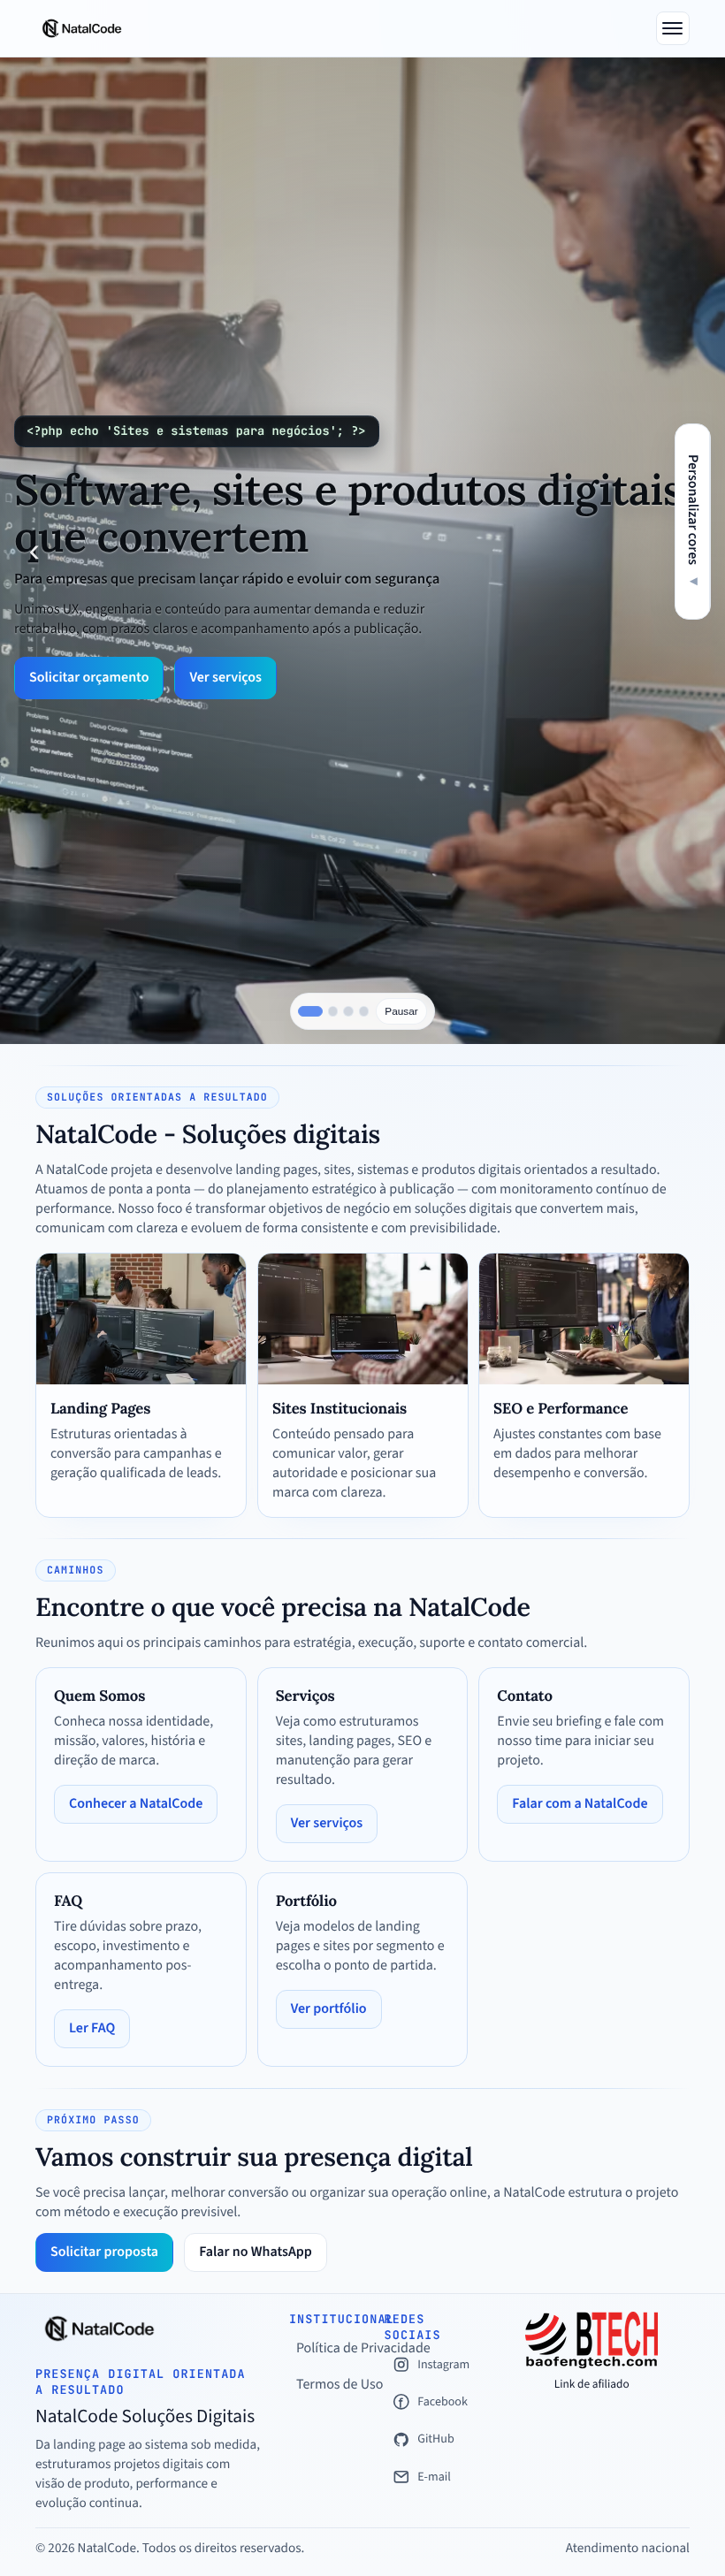 NatalCode
<?php echo 'Sites e sistemas para negócios'; ?>
Software, sites e produtos digitais
que convertem
Para empresas que precisam lançar rápido e evoluir com segurança
Unimos UX, engenharia e conteúdo para aumentar demanda e reduzir
retrabalho, com prazos claros e acompanhamento após a publicação.
Solicitar orçamento
Ver serviços
Personalizar cores
Problems Output Debug Console Terminal
Pausar
SOLUÇÕES ORIENTADAS A RESULTADO
NatalCode - Soluções digitais
A NatalCode projeta e desenvolve landing pages, sites, sistemas e produtos digitais orientados a resultado.
Atuamos de ponta a ponta — do planejamento estratégico à publicação — com monitoramento contínuo de
performance. Nosso foco é transformar objetivos de negócio em soluções digitais que convertem mais,
comunicam com clareza e evoluem de forma consistente e com previsibilidade.
Landing Pages
Estruturas orientadas à
conversão para campanhas e
geração qualificada de leads.
Sites Institucionais
Conteúdo pensado para
comunicar valor, gerar
autoridade e posicionar sua
marca com clareza.
SEO e Performance
Ajustes constantes com base
em dados para melhorar
desempenho e conversão.
CAMINHOS
Encontre o que você precisa na NatalCode
Reunimos aqui os principais caminhos para estratégia, execução, suporte e contato comercial.
Quem Somos
Conheca nossa identidade,
missão, valores, história e
direção de marca.
Conhecer a NatalCode
Serviços
Veja como estruturamos
sites, landing pages, SEO e
manutenção para gerar
resultado.
Ver serviços
Contato
Envie seu briefing e fale com
nosso time para iniciar seu
projeto.
Falar com a NatalCode
FAQ
Tire dúvidas sobre prazo,
escopo, investimento e
acompanhamento pos-
entrega.
Ler FAQ
Portfólio
Veja modelos de landing
pages e sites por segmento e
escolha o ponto de partida.
Ver portfólio
PRÓXIMO PASSO
Vamos construir sua presença digital
Se você precisa lançar, melhorar conversão ou organizar sua operação online, a NatalCode estrutura o projeto
com método e execução previsivel.
Solicitar proposta
Falar no WhatsApp
NatalCode
PRESENÇA DIGITAL ORIENTADA
A RESULTADO
NatalCode Soluções Digitais
Da landing page ao sistema sob medida,
estruturamos projetos digitais com
visão de produto, performance e
evolução continua.
INSTITUCIONAL
Política de Privacidade
Termos de Uso
REDES
SOCIAIS
Instagram
Facebook
GitHub
E-mail
BTECH
baofengtech.com
Link de afiliado
© 2026 NatalCode. Todos os direitos reservados.
Atendimento nacional